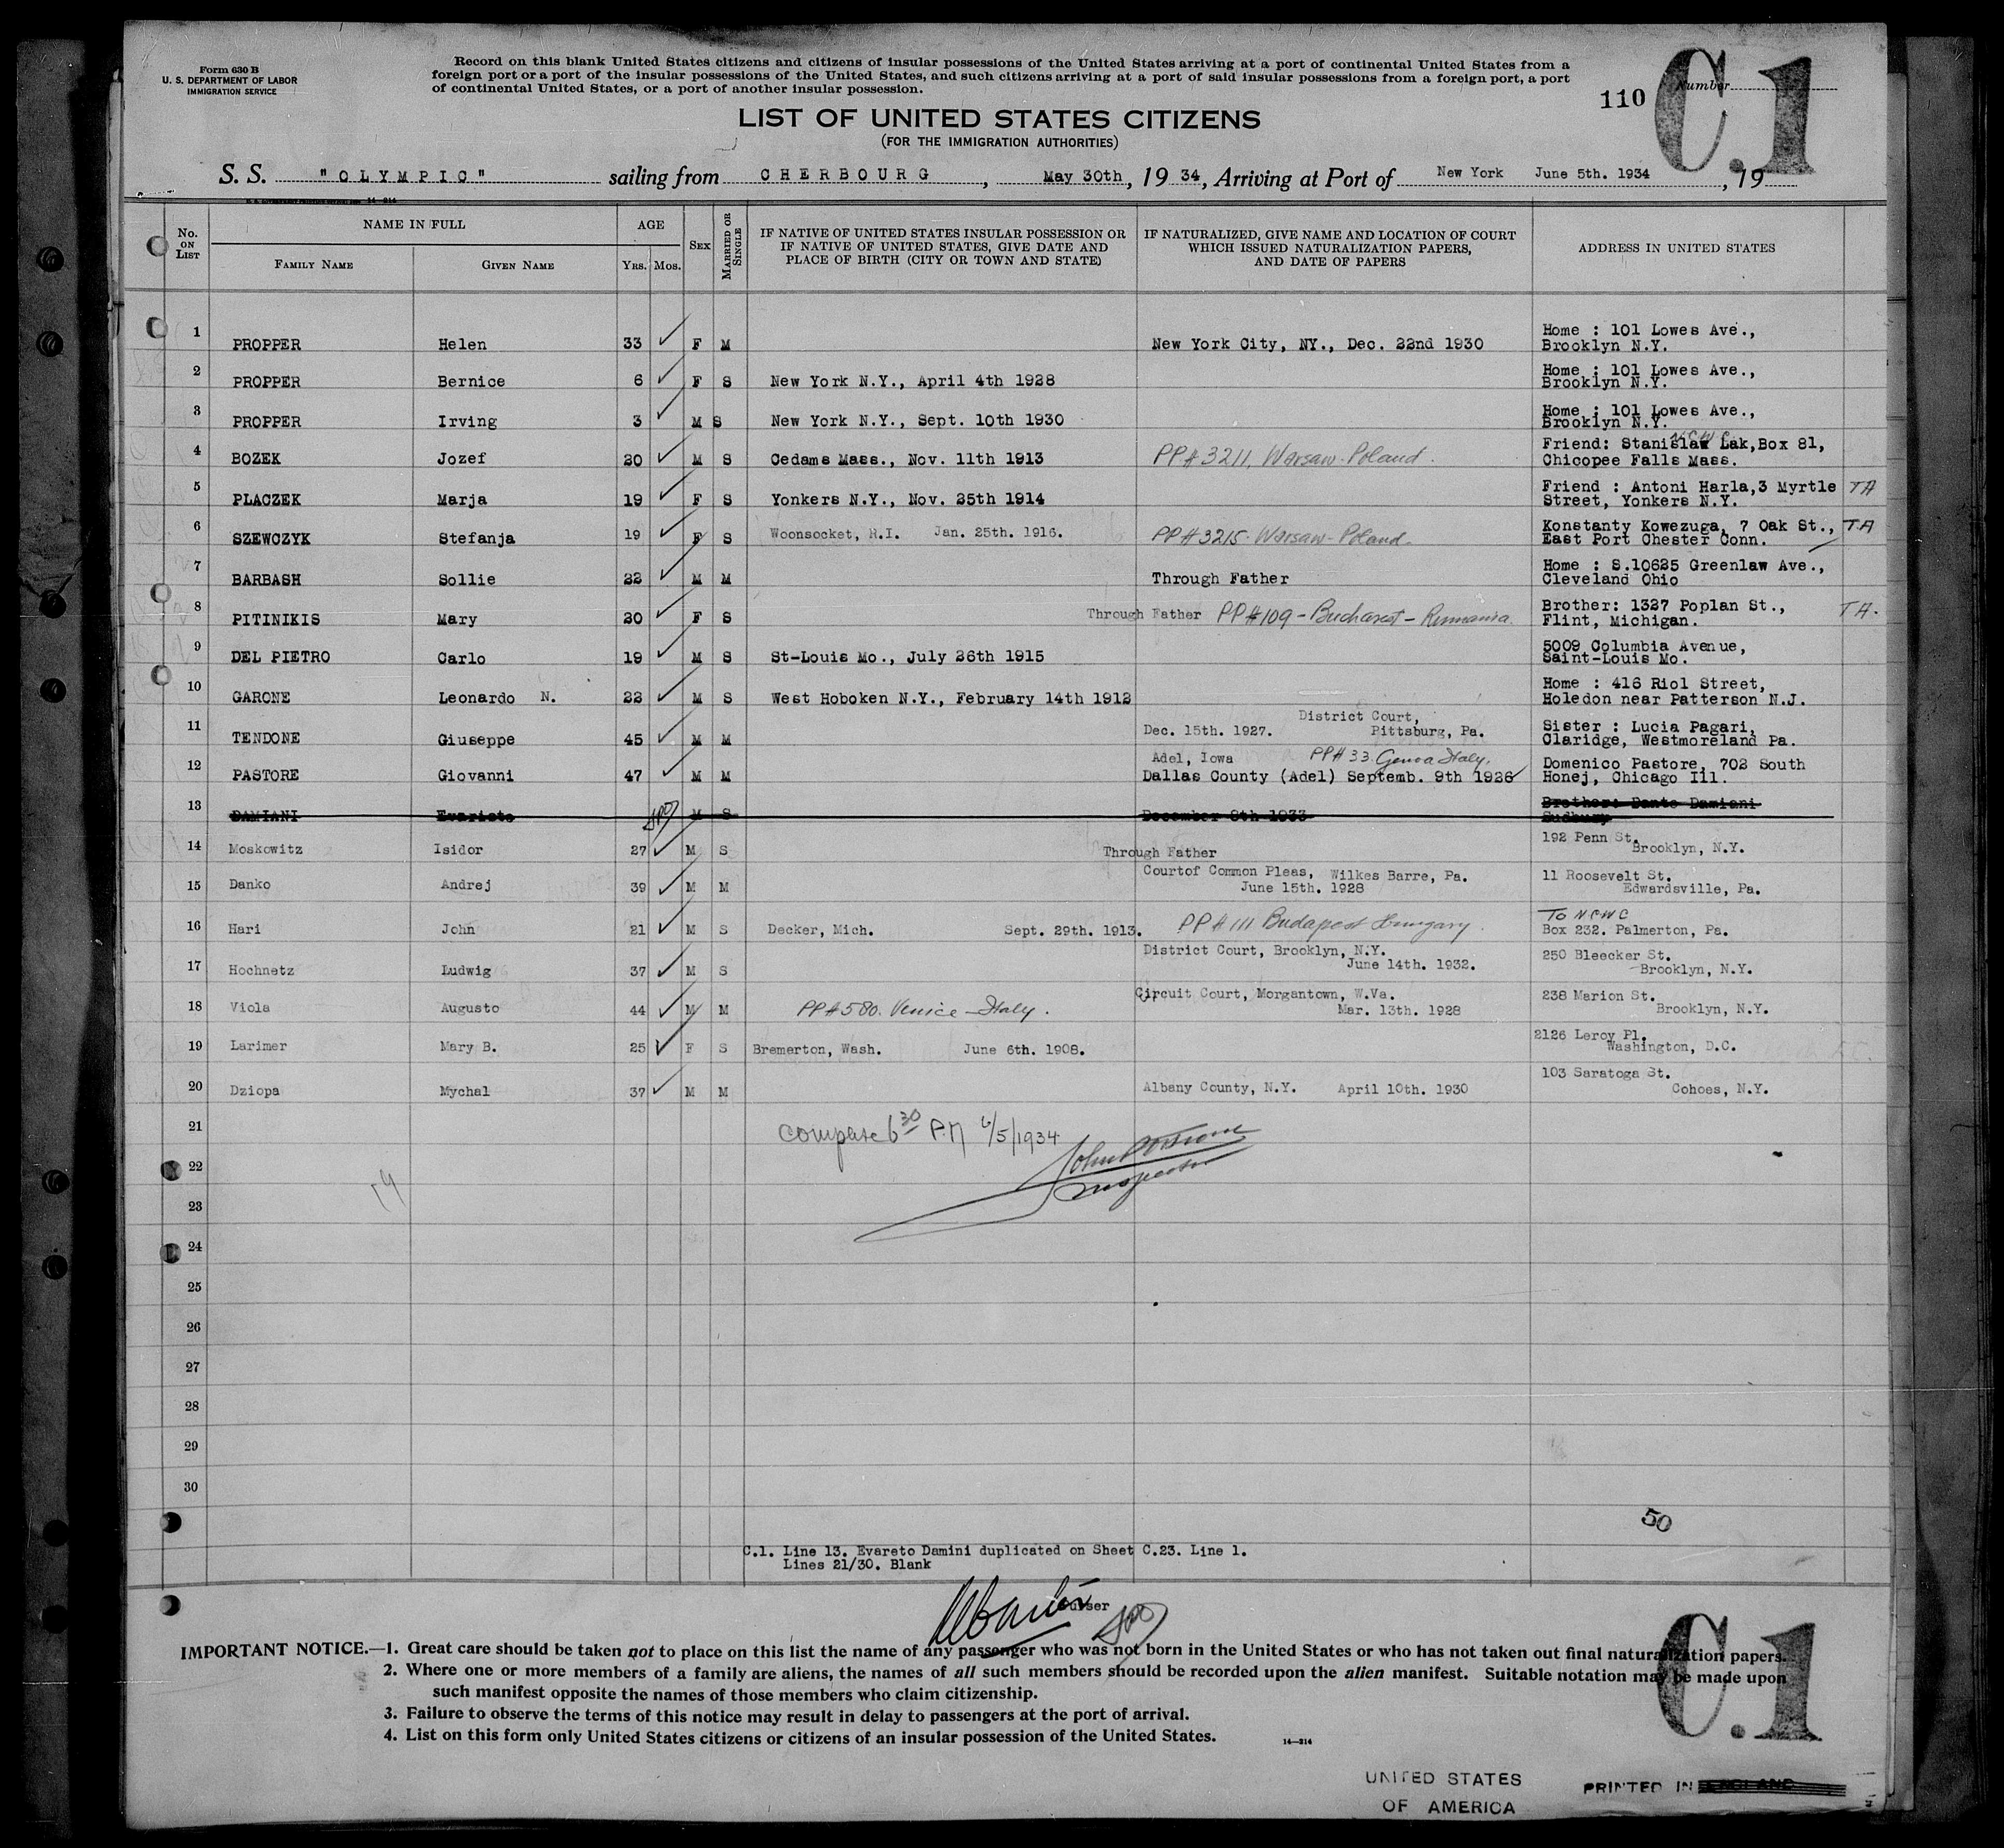 Form 630 B
U. S. DEPARTMENT OF LABOR
IMMIGRATION SERVICE
Record on this blank United States citizens and citizens of insular possessions of the United States arriving at a port of continental United States from a
foreign port or a port of the insular possessions of the United States, and such citizens arriving at a port of said insular possessions from a foreign port, a port
of continental United States, or a port of another insular possession.
110
Number
C.1
LIST OF UNITED STATES CITIZENS
(FOR THE IMMIGRATION AUTHORITIES)
S. S. "OLYMPIC" sailing from CHERBOURG, May 30th, 1934, Arriving at Port of New York June 5th. 1934, 19
14-214
No. ON LIST NAME IN FULL AGE SEX MARRIED OR SINGLE IF NATIVE OF UNITED STATES INSULAR POSSESSION OR IF NATIVE OF UNITED STATES, GIVE DATE AND PLACE OF BIRTH (CITY OR TOWN AND STATE) IF NATURALIZED, GIVE NAME AND LOCATION OF COURT WHICH ISSUED NATURALIZATION PAPERS, AND DATE OF PAPERS ADDRESS IN UNITED STATES
FAMILY NAME GIVEN NAME YRS. MOS.
1 PROPPER Helen 33 F M New York City, NY., Dec. 22nd 1930 Home : 101 Lowes Ave., Brooklyn N.Y.
2 PROPPER Bernice 6 F S New York N.Y., April 4th 1928 Home : 101 Lowes Ave., Brooklyn N.Y.
3 PROPPER Irving 3 M S New York N.Y., Sept. 10th 1930 Home : 101 Lowes Ave., Brooklyn N.Y.
4 BOZEK Jozef 20 M S Cedams Mass., Nov. 11th 1913 PP# 3211, Warsaw-Poland. NCWC Friend: Stanislaw Lak, Box 81, Chicopee Falls Mass.
5 PLACZEK Marja 19 F S Yonkers N.Y., Nov. 25th 1914 Friend : Antoni Harla, 3 Myrtle Street, Yonkers N.Y. TA
6 SZEWCZYK Stefanja 19 F S Woonsocket, R.I. Jan. 25th. 1916. PP# 3215- Warsaw-Poland. Konstanty Kowezuga, 7 Oak St., East Port Chester Conn. TA
7 BARBASH Sollie 22 M M Through Father Home : S.10625 Greenlaw Ave., Cleveland Ohio
8 PITINIKIS Mary 20 F S Through Father PP#109-Bucharest-Rumania. Brother: 1327 Poplan St., Flint, Michigan. TA.
9 DEL PIETRO Carlo 19 M S St-Louis Mo., July 26th 1915 5009 Columbia Avenue, Saint-Louis Mo.
10 GARONE Leonardo N. 22 M S West Hoboken N.Y., February 14th 1912 Home : 416 Riol Street, Holedon near Patterson N.J.
11 TENDONE Giuseppe 45 M M Dec. 15th. 1927. District Court, Pittsburg, Pa. Sister : Lucia Pagari, Claridge, Westmoreland Pa.
12 PASTORE Giovanni 47 M M Adel, Iowa PP# 33. Genoa Italy. Dallas County (Adel) Septemb. 9th 1926 Domenico Pastore, 702 South Honej, Chicago Ill.
13 DAMIANI Evaristo M S December 8th 1933 Brother: Dante Damiani Sudbury
14 Moskowitz Isidor 27 M S Through Father 192 Penn St. Brooklyn, N.Y.
15 Danko Andrej 39 M M Courtof Common Pleas, Wilkes Barre, Pa. June 15th. 1928 11 Roosevelt St. Edwardsville, Pa.
16 Hari John 21 M S Decker, Mich. Sept. 29th. 1913. PP# 111 Budapest Hungary. To NCWC Box 232. Palmerton, Pa.
17 Hochnetz Ludwig 37 M S District Court, Brooklyn, N.Y. June 14th. 1932. 250 Bleecker St. Brooklyn, N.Y.
18 Viola Augusto 44 M M PP# 580. Venice-Italy. Circuit Court, Morgantown, W.Va. Mar. 13th. 1928 238 Marion St. Brooklyn, N.Y.
19 Larimer Mary B. 25 F S Bremerton, Wash. June 6th. 1908. 2126 Leroy Pl. Washington, D.C.
20 Dziopa Mychal 37 M M Albany County, N.Y. April 10th. 1930 103 Saratoga St. Cohoes, N.Y.
21 Compare 6 30 P.M 6/5/1934
22 Inspector
23
24
25
26
27
28
29
30
50
C.1. Line 13. Evareto Damini duplicated on Sheet C.23. Line 1.
Lines 21/30. Blank
Purser
IMPORTANT NOTICE.—1. Great care should be taken not to place on this list the name of any passenger who was not born in the United States or who has not taken out final naturalization papers.
2. Where one or more members of a family are aliens, the names of all such members should be recorded upon the alien manifest. Suitable notation may be made upon
such manifest opposite the names of those members who claim citizenship.
3. Failure to observe the terms of this notice may result in delay to passengers at the port of arrival.
4. List on this form only United States citizens or citizens of an insular possession of the United States.
14—214
C.1
UNITED STATES
OF AMERICA
PRINTED IN ENGLAND